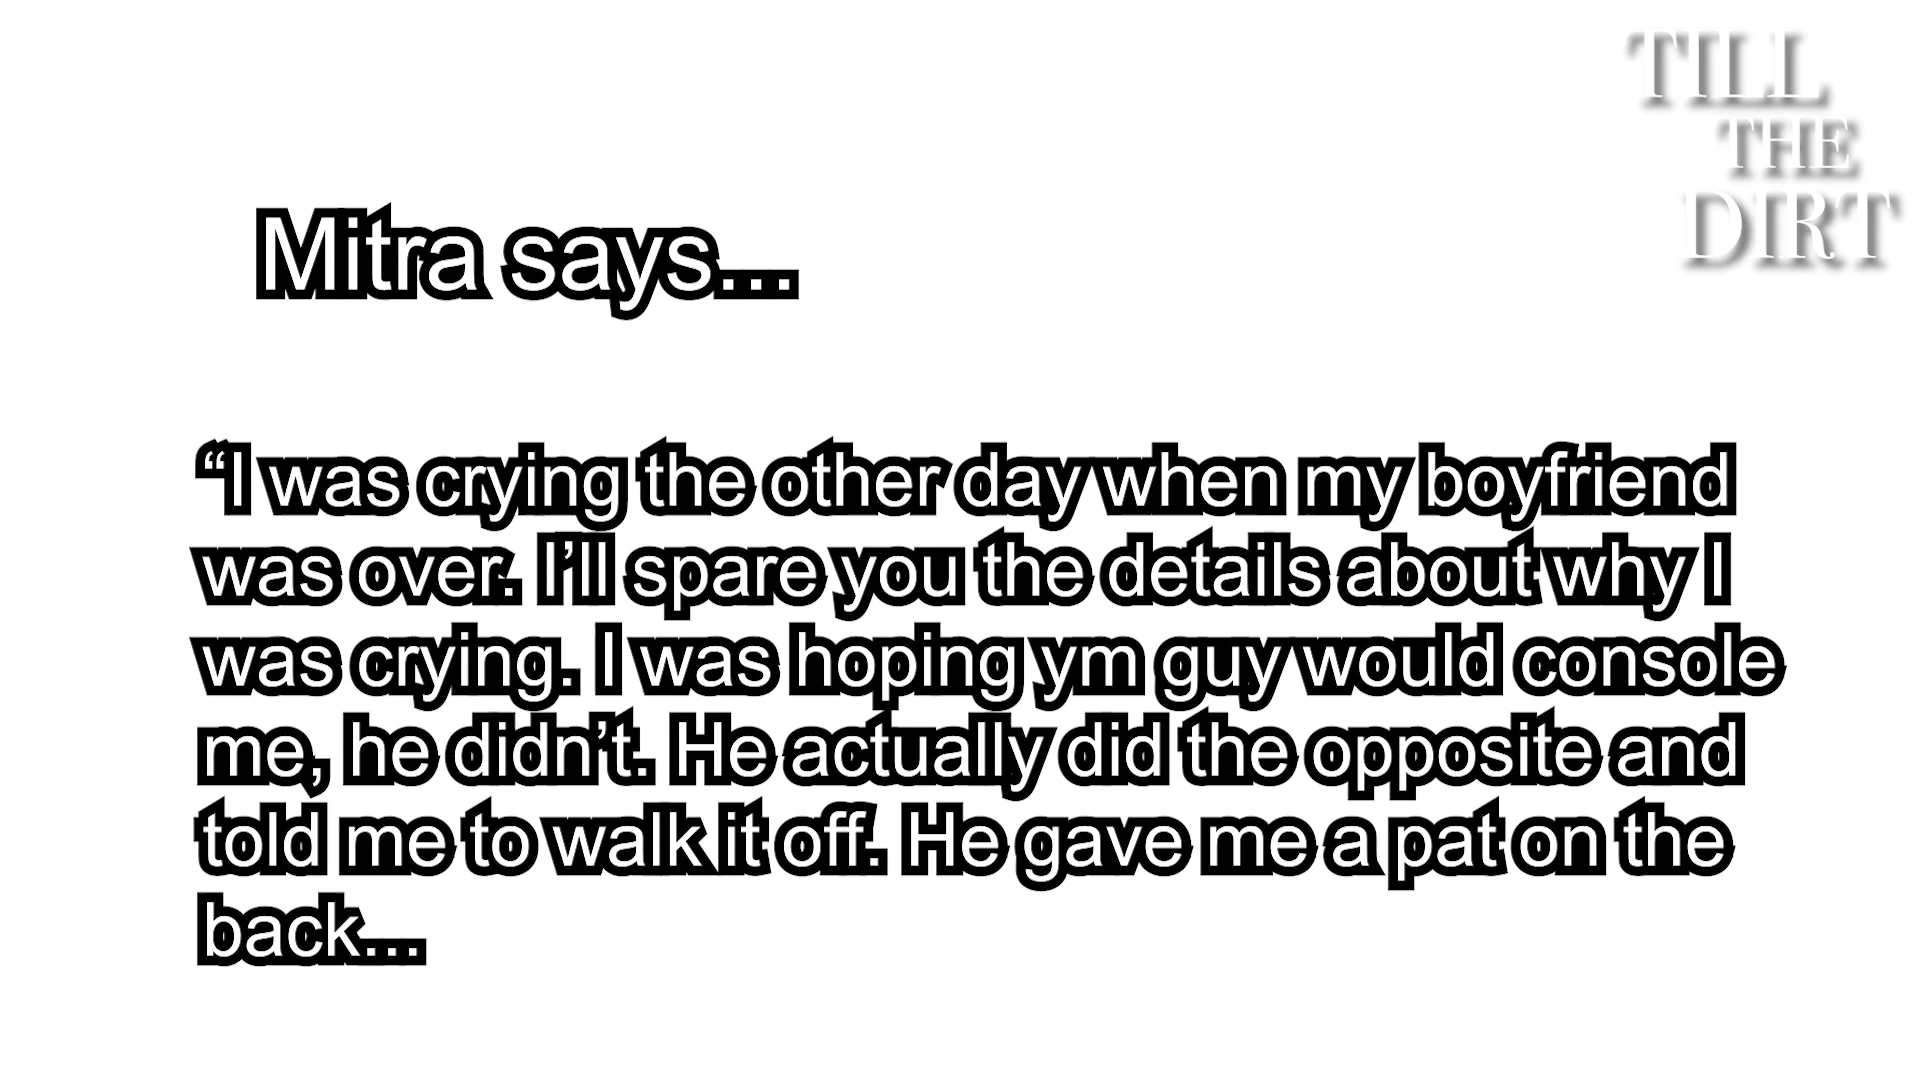 TILL
THE
DIRT
Mitra says...
“I was crying the other day when my boyfriend
was over. I’ll spare you the details about why I
was crying. I was hoping ym guy would console
me, he didn’t. He actually did the opposite and
told me to walk it off. He gave me a pat on the
back...